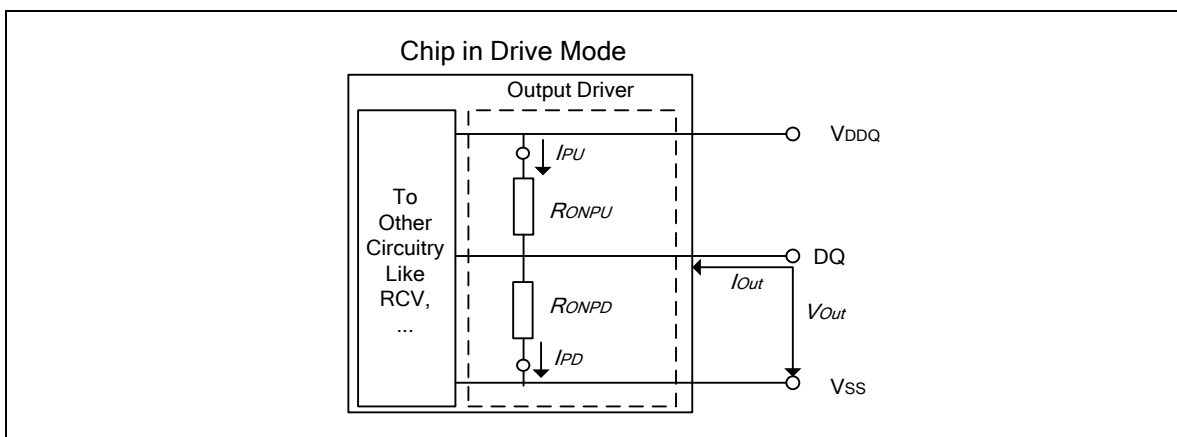 Chip in Drive Mode
Output Driver
To
Other
Circuitry
Like
RCV,
...
IPU
RONPU
RONPD
IPD
VDDQ
DQ
IOut
VOut
VSS